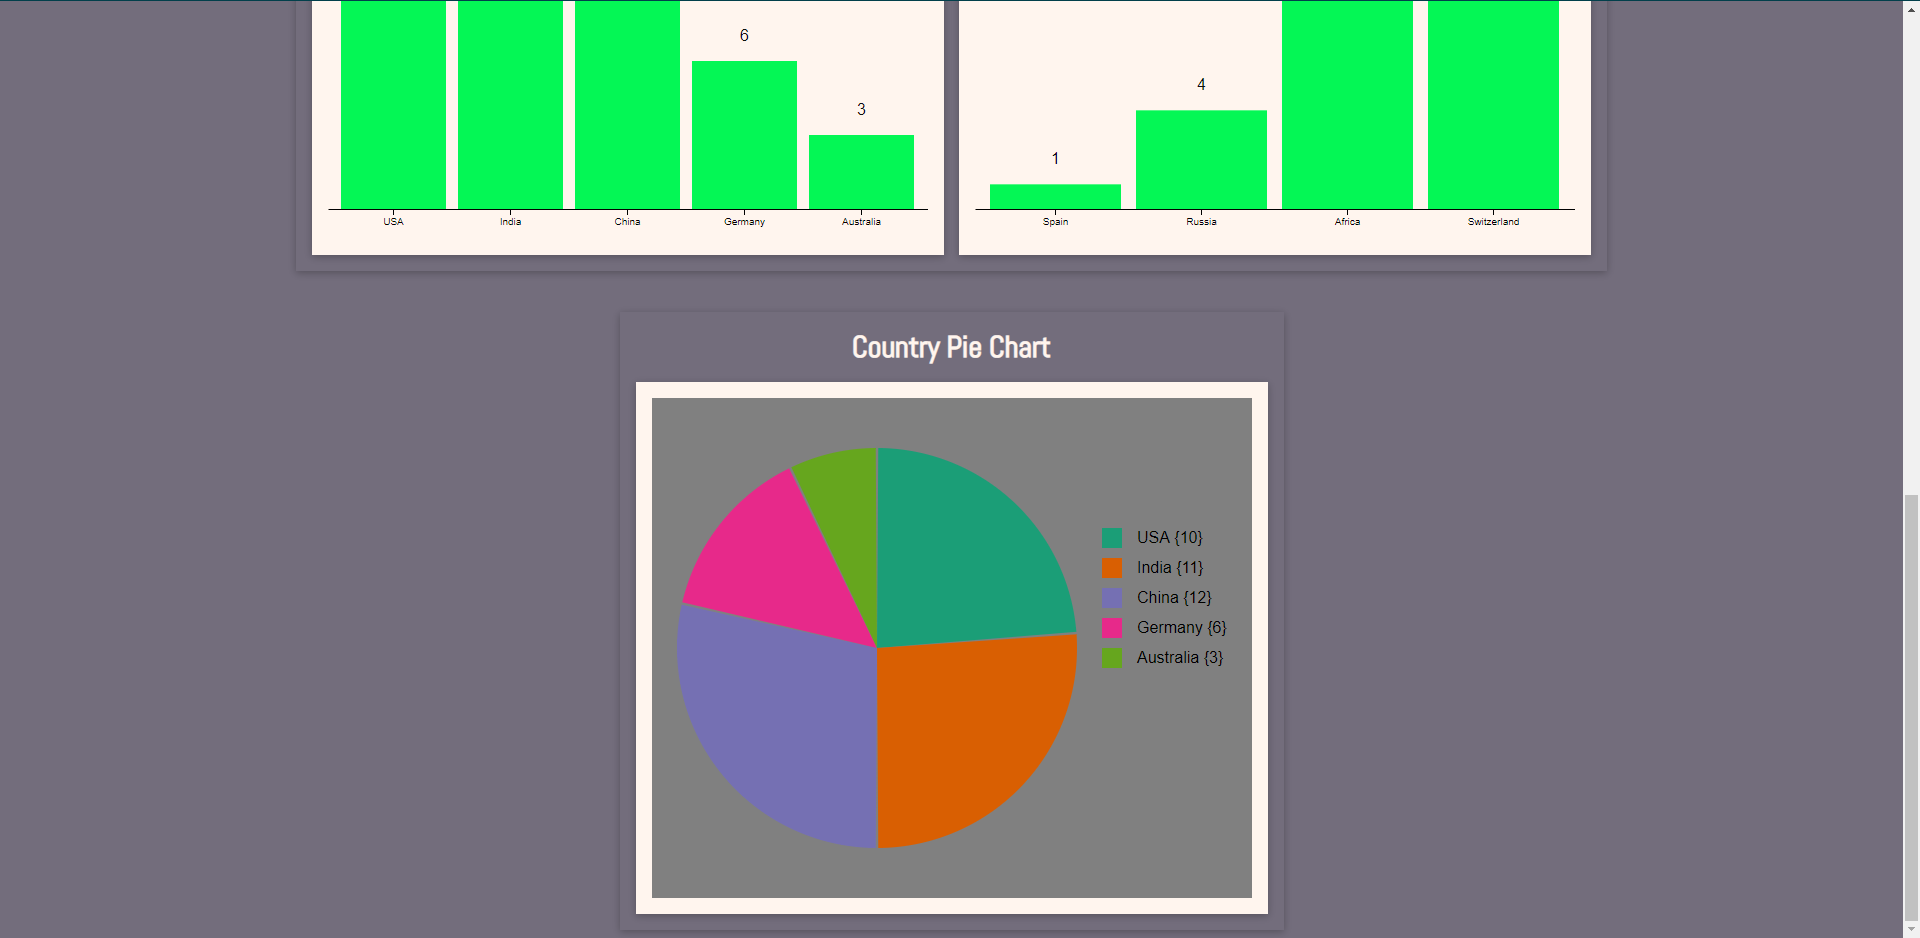 6
3
USA India China Germany Australia
4
1
Spain Russia Africa Switzerland
Country Pie Chart
USA {10}
India {11}
China {12}
Germany {6}
Australia {3}